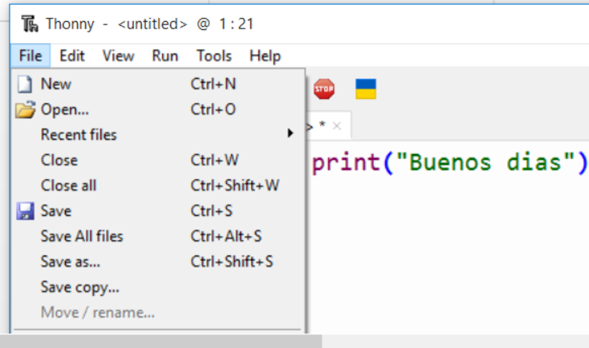 Thonny - <untitled> @ 1:21
File Edit View Run Tools Help
New Ctrl+N
Open... Ctrl+O
Recent files
Close Ctrl+W
Close all Ctrl+Shift+W
Save Ctrl+S
Save All files Ctrl+Alt+S
Save as... Ctrl+Shift+S
Save copy...
Move / rename...
STOP
> * ×
print("Buenos dias")